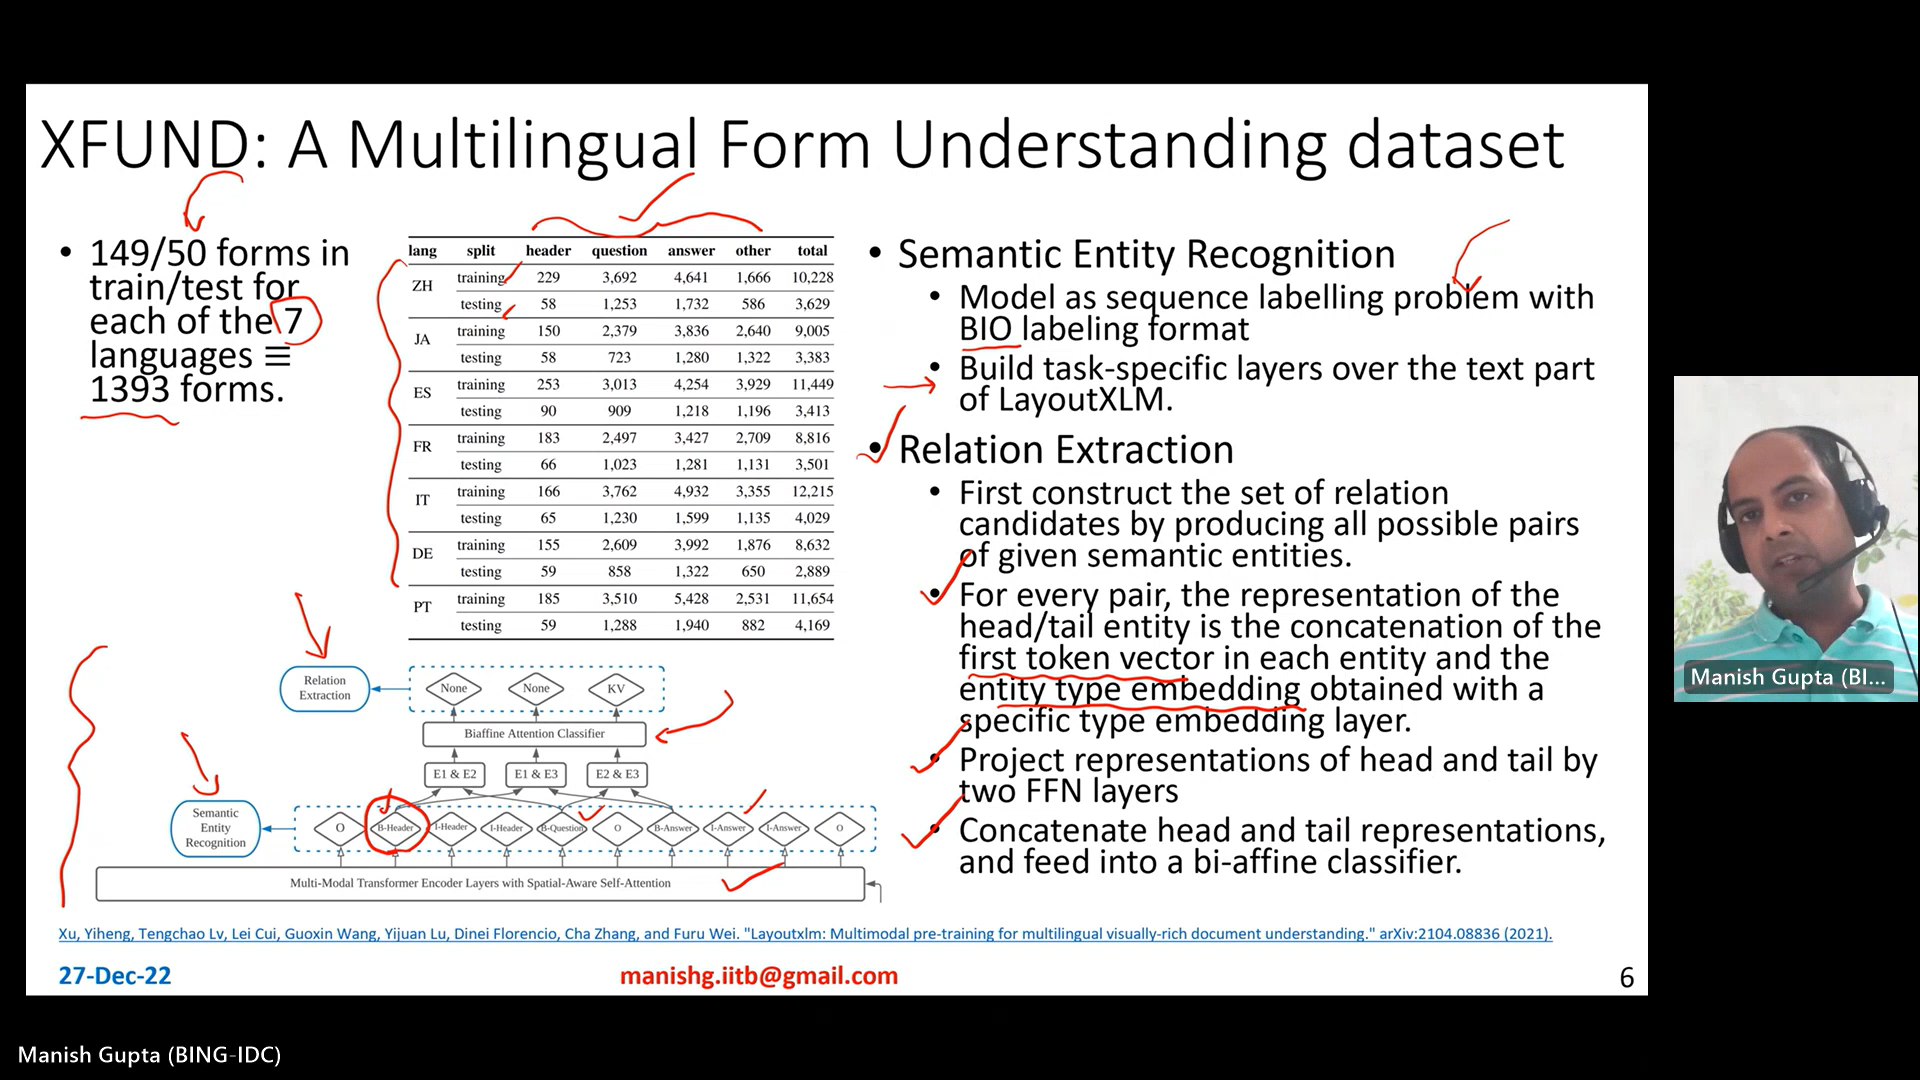 XFUND: A Multilingual Form Understanding dataset
• 149/50 forms in
train/test for
each of the 7
languages ≡
1393 forms.
lang split header question answer other total
ZH training 229 3,692 4,641 1,666 10,228
testing 58 1,253 1,732 586 3,629
JA training 150 2,379 3,836 2,640 9,005
testing 58 723 1,280 1,322 3,383
ES training 253 3,013 4,254 3,929 11,449
testing 90 909 1,218 1,196 3,413
FR training 183 2,497 3,427 2,709 8,816
testing 66 1,023 1,281 1,131 3,501
IT training 166 3,762 4,932 3,355 12,215
testing 65 1,230 1,599 1,135 4,029
DE training 155 2,609 3,992 1,876 8,632
testing 59 858 1,322 650 2,889
PT training 185 3,510 5,428 2,531 11,654
testing 59 1,288 1,940 882 4,169
Relation
Extraction
None None KV
Biaffine Attention Classifier
E1 & E2 E1 & E3 E2 & E3
Semantic
Entity
Recognition
O B-Header I-Header I-Header B-Question O B-Answer I-Answer I-Answer O
Multi-Modal Transformer Encoder Layers with Spatial-Aware Self-Attention
• Semantic Entity Recognition
• Model as sequence labelling problem with
BIO labeling format
• Build task-specific layers over the text part
of LayoutXLM.
• Relation Extraction
• First construct the set of relation
candidates by producing all possible pairs
of given semantic entities.
• For every pair, the representation of the
head/tail entity is the concatenation of the
first token vector in each entity and the
entity type embedding obtained with a
specific type embedding layer.
• Project representations of head and tail by
two FFN layers
• Concatenate head and tail representations,
and feed into a bi-affine classifier.
Xu, Yiheng, Tengchao Lv, Lei Cui, Guoxin Wang, Yijuan Lu, Dinei Florencio, Cha Zhang, and Furu Wei. "Layoutxlm: Multimodal pre-training for multilingual visually-rich document understanding." arXiv:2104.08836 (2021).
27-Dec-22
manishg.iitb@gmail.com
6
Manish Gupta (BI...
Manish Gupta (BING-IDC)